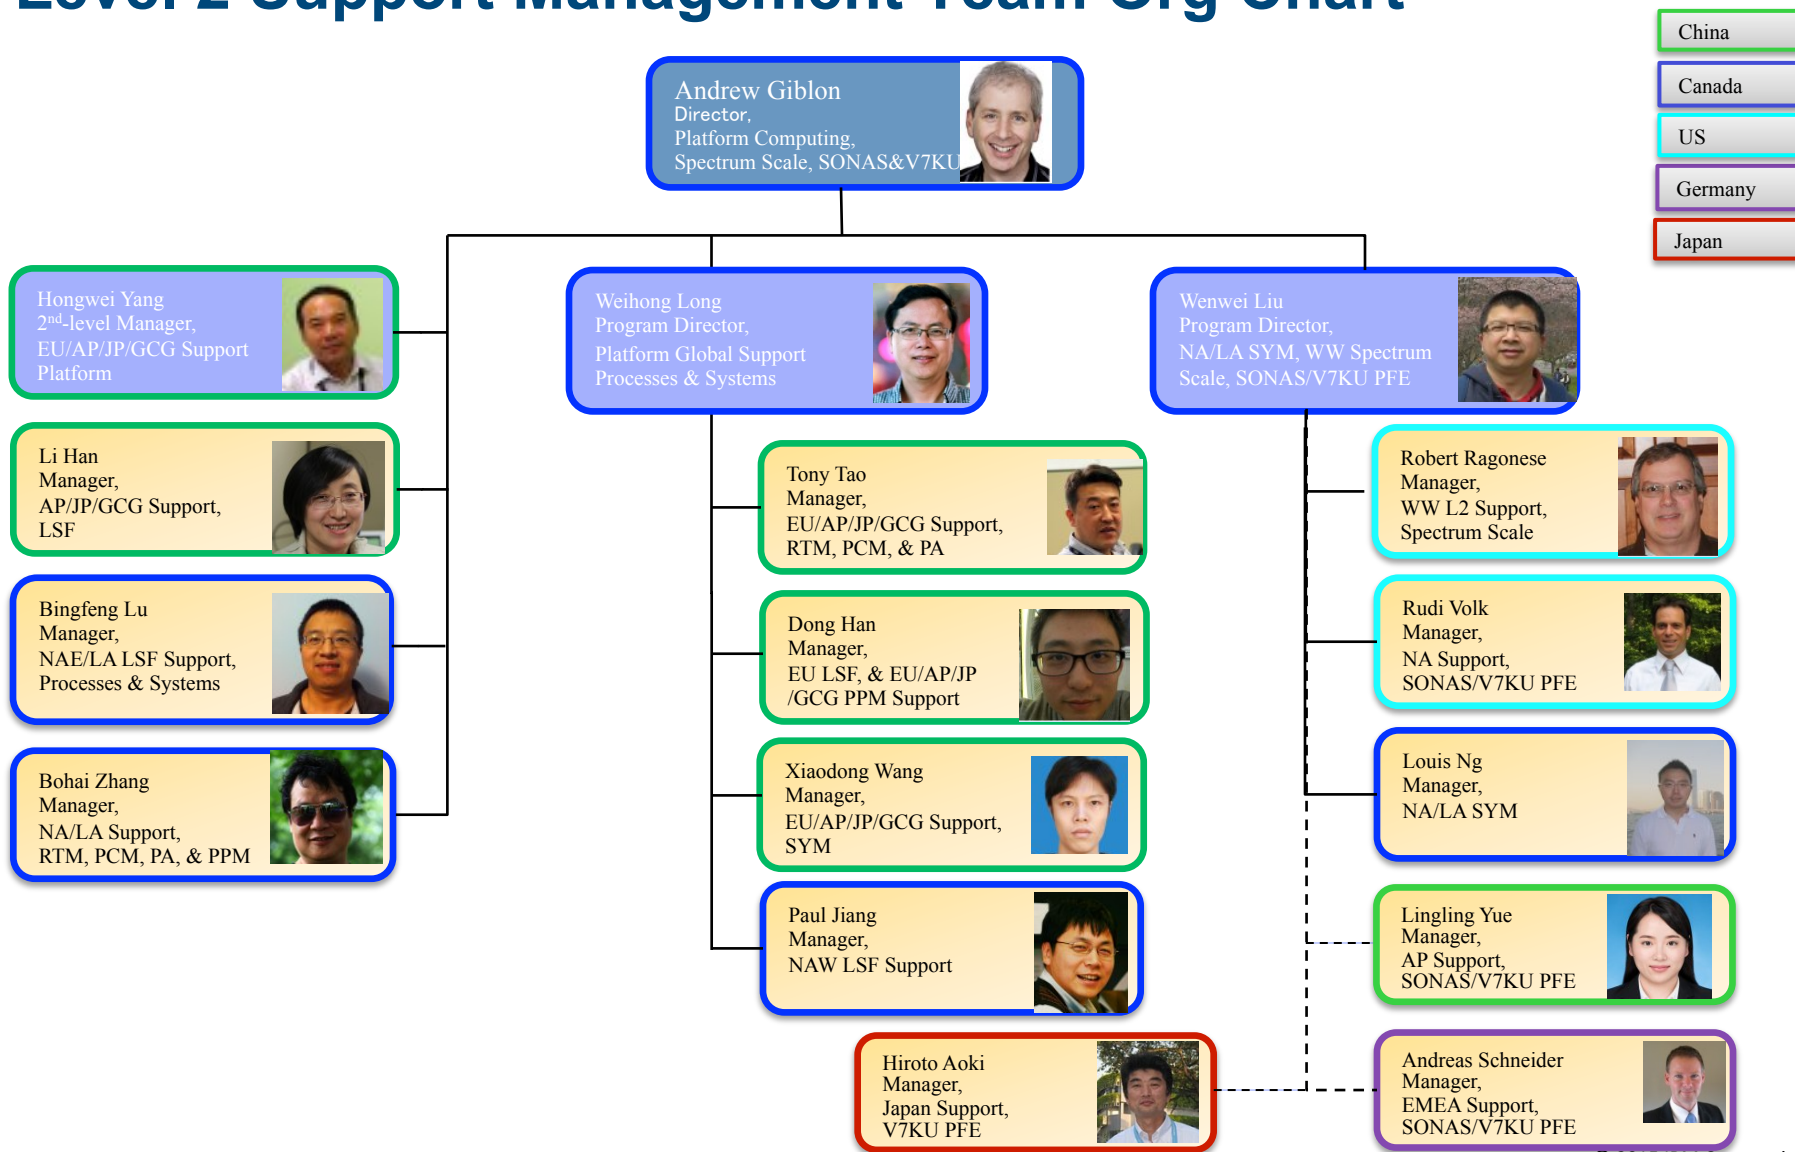 Level 2 Support Management Team Org Chart
China
Canada
US
Germany
Japan
Andrew Giblon
Director,
Platform Computing,
Spectrum Scale, SONAS&V7KU
Hongwei Yang
2nd-level Manager,
EU/AP/JP/GCG Support
Platform
Weihong Long
Program Director,
Platform Global Support
Processes & Systems
Wenwei Liu
Program Director,
NA/LA SYM, WW Spectrum
Scale, SONAS/V7KU PFE
Li Han
Manager,
AP/JP/GCG Support,
LSF
Bingfeng Lu
Manager,
NAE/LA LSF Support,
Processes & Systems
Bohai Zhang
Manager,
NA/LA Support,
RTM, PCM, PA, & PPM
Tony Tao
Manager,
EU/AP/JP/GCG Support,
RTM, PCM, & PA
Dong Han
Manager,
EU LSF, & EU/AP/JP
/GCG PPM Support
Xiaodong Wang
Manager,
EU/AP/JP/GCG Support,
SYM
Paul Jiang
Manager,
NAW LSF Support
Robert Ragonese
Manager,
WW L2 Support,
Spectrum Scale
Rudi Volk
Manager,
NA Support,
SONAS/V7KU PFE
Louis Ng
Manager,
NA/LA SYM
Lingling Yue
Manager,
AP Support,
SONAS/V7KU PFE
Hiroto Aoki
Manager,
Japan Support,
V7KU PFE
Andreas Schneider
Manager,
EMEA Support,
SONAS/V7KU PFE